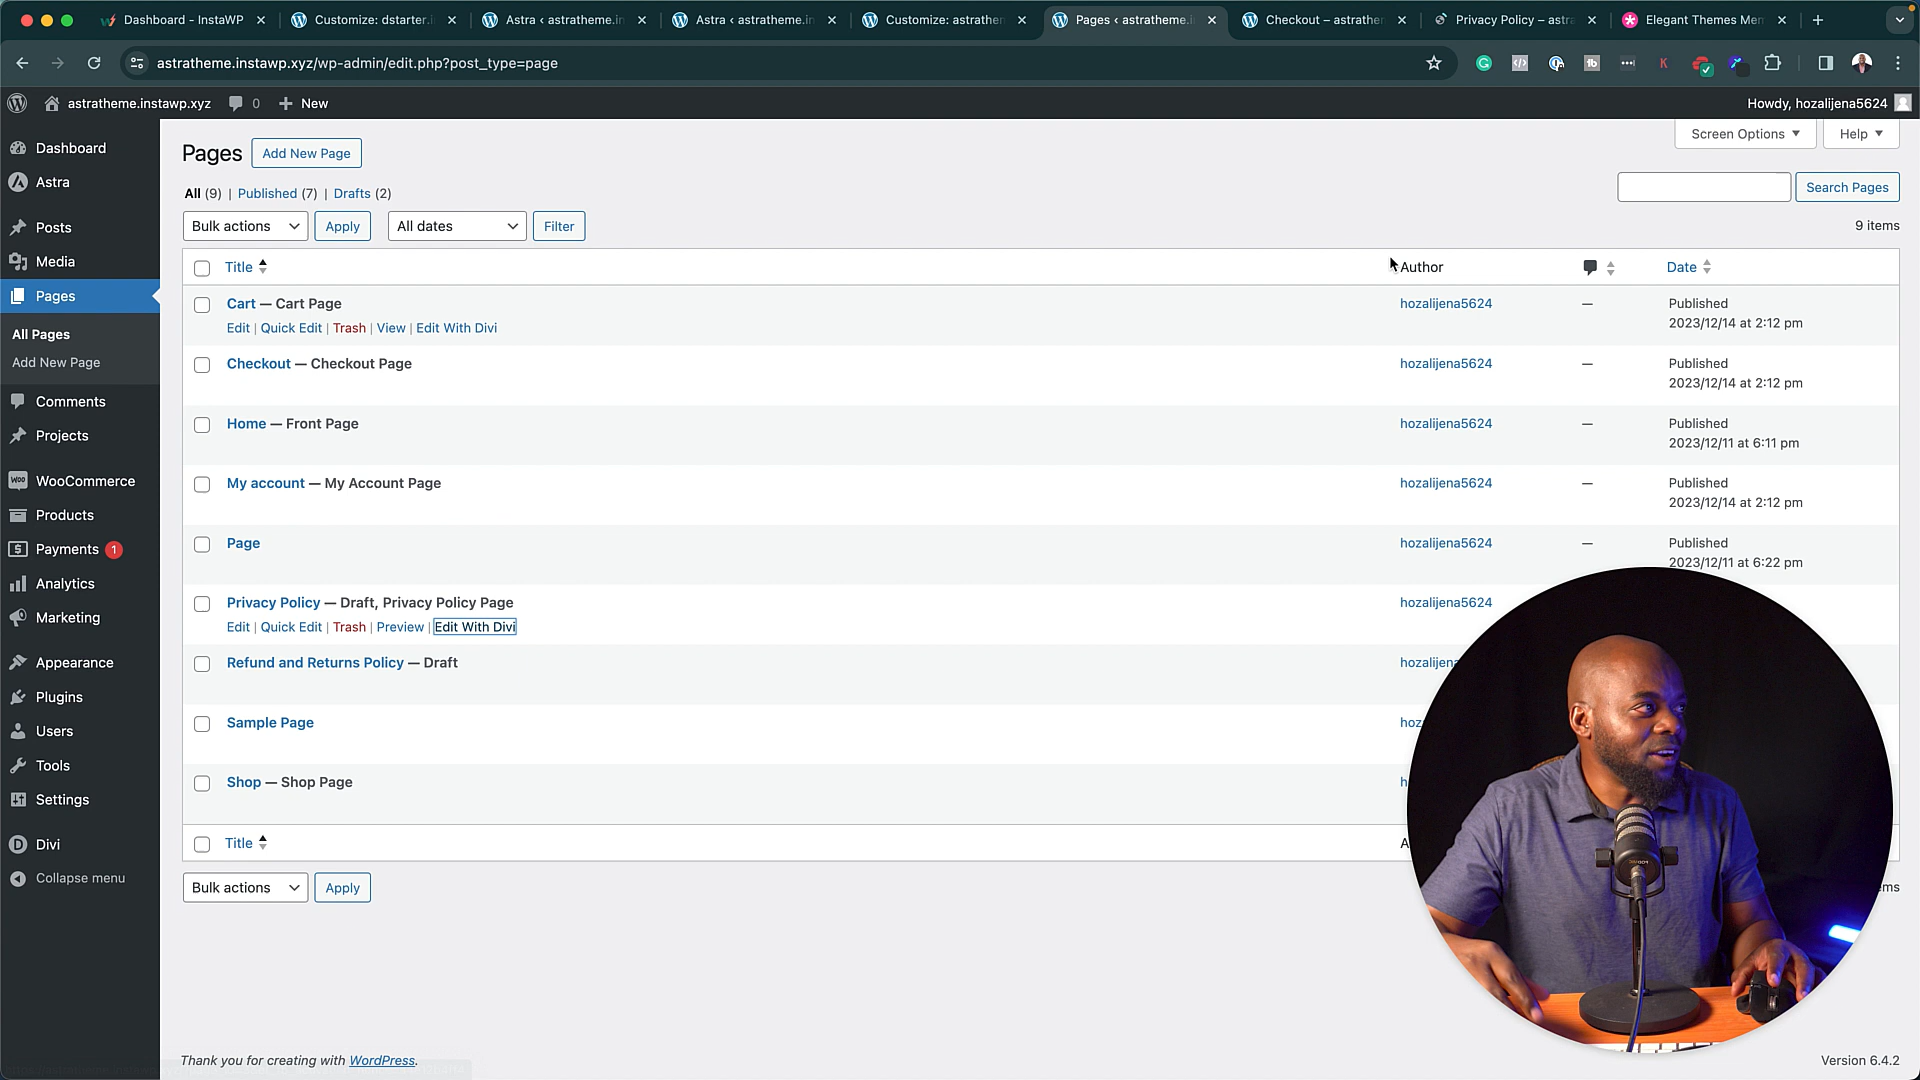 Dashboard - InstaWP
Customize: dstarter.i
Astra ‹ astratheme.in
Astra ‹ astratheme.in
Customize: astrather
Pages ‹ astratheme.i
Checkout – astrathe
Privacy Policy – astra
Elegant Themes Mem
astratheme.instawp.xyz/wp-admin/edit.php?post_type=page
astratheme.instawp.xyz
0
New
Howdy, hozalijena5624
Dashboard
Astra
Posts
Media
Pages
All Pages
Add New Page
Comments
Projects
WooCommerce
Products
Payments 1
Analytics
Marketing
Appearance
Plugins
Users
Tools
Settings
Divi
Collapse menu
Screen Options
Help
Pages
Add New Page
All (9) | Published (7) | Drafts (2)
Search Pages
Bulk actions
Apply
All dates
Filter
9 items
Title
Author
Date
Cart — Cart Page
Edit | Quick Edit | Trash | View | Edit With Divi
hozalijena5624
—
Published
2023/12/14 at 2:12 pm
Checkout — Checkout Page
hozalijena5624
—
Published
2023/12/14 at 2:12 pm
Home — Front Page
hozalijena5624
—
Published
2023/12/11 at 6:11 pm
My account — My Account Page
hozalijena5624
—
Published
2023/12/14 at 2:12 pm
Page
hozalijena5624
—
Published
2023/12/11 at 6:22 pm
Privacy Policy — Draft, Privacy Policy Page
Edit | Quick Edit | Trash | Preview | Edit With Divi
hozalijena5624
Refund and Returns Policy — Draft
hozalijena
Sample Page
hoz
Shop — Shop Page
h
Title
A
Bulk actions
Apply
ems
Thank you for creating with WordPress.
Version 6.4.2